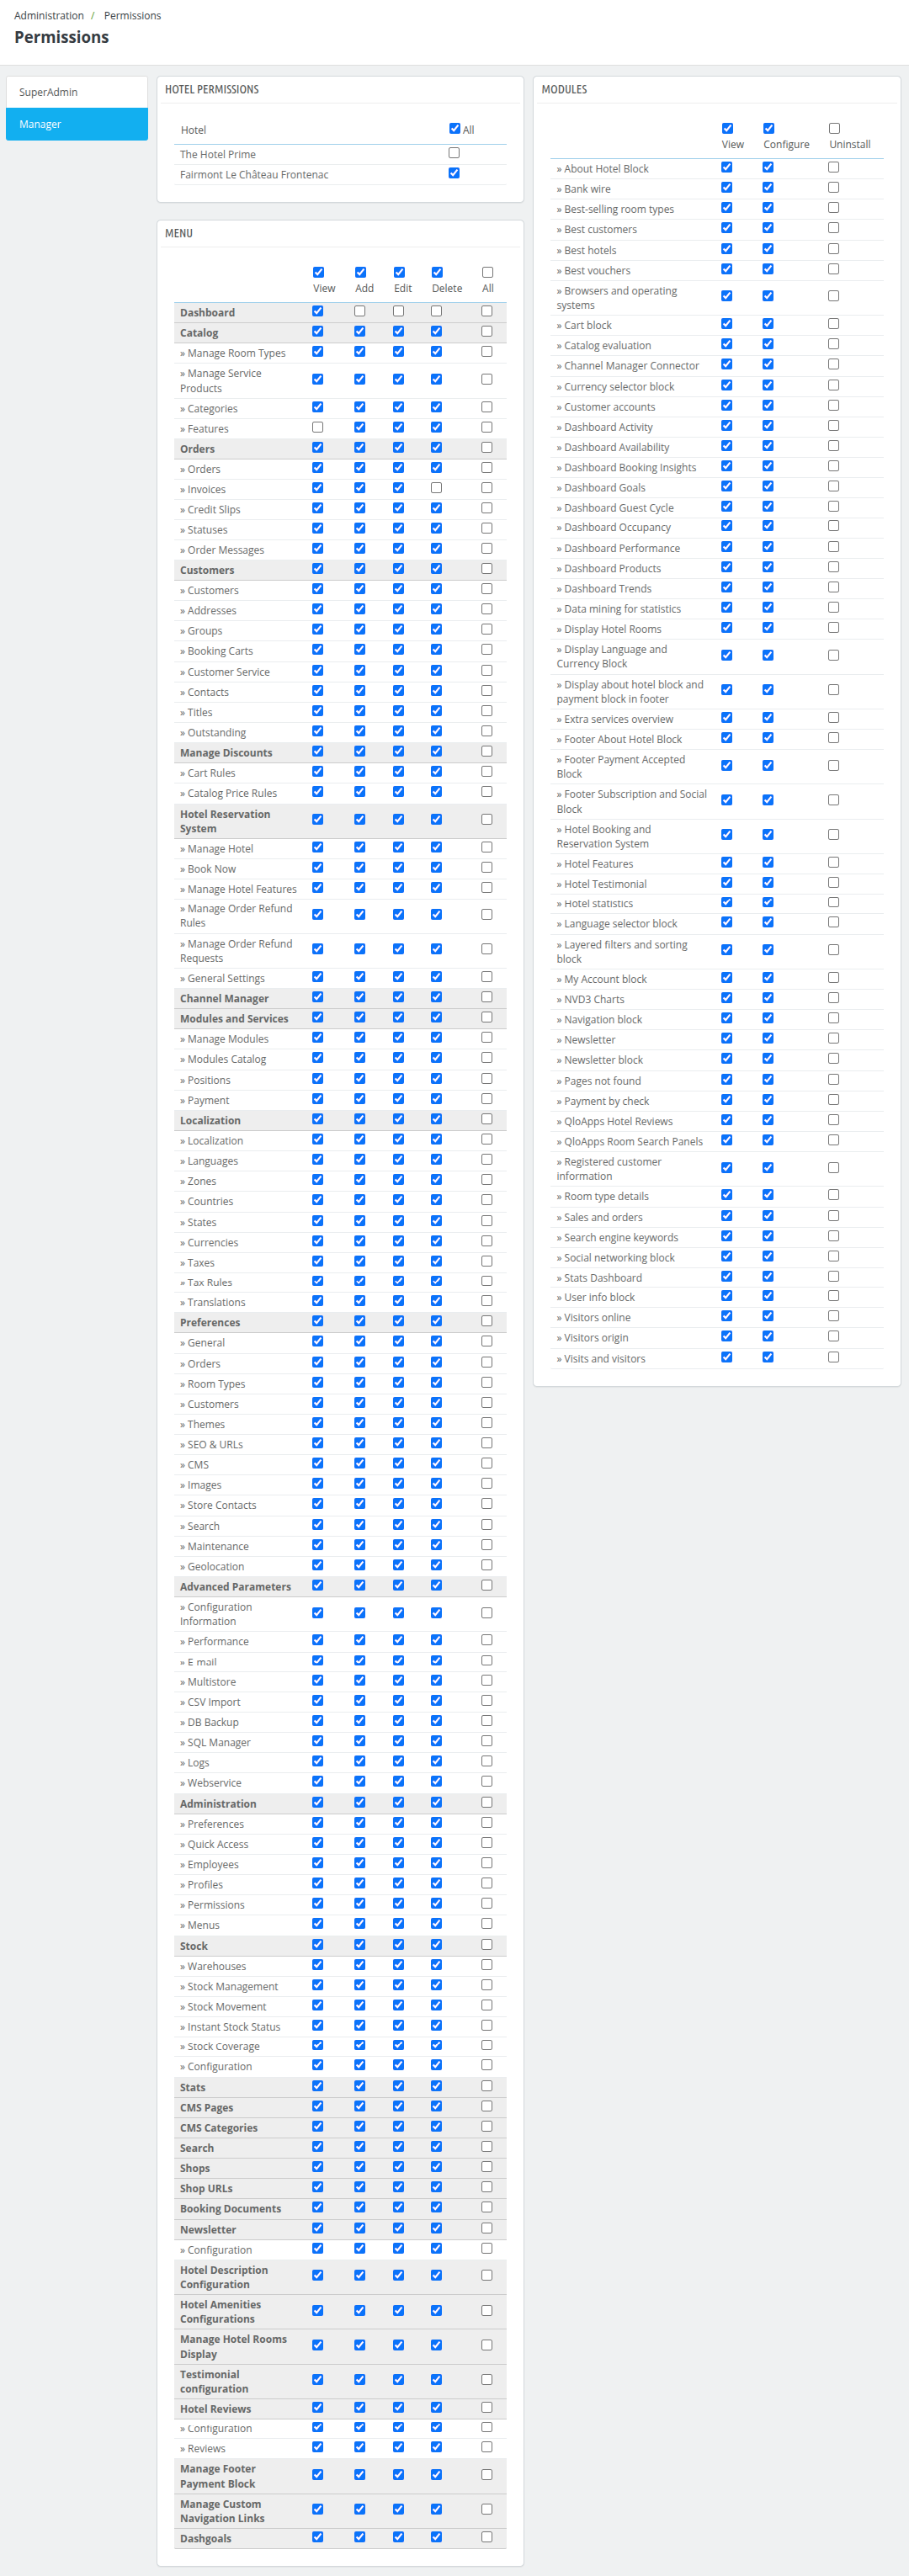 Administration / Permissions
Permissions
SuperAdmin
Manager
HOTEL PERMISSIONS
Hotel All
The Hotel Prime
Fairmont Le Château Frontenac
MENU
View Add Edit Delete All
Dashboard
Catalog
» Manage Room Types
» Manage Service
Products
» Categories
» Features
Orders
» Orders
» Invoices
» Credit Slips
» Statuses
» Order Messages
Customers
» Customers
» Addresses
» Groups
» Booking Carts
» Customer Service
» Contacts
» Titles
» Outstanding
Manage Discounts
» Cart Rules
» Catalog Price Rules
Hotel Reservation
System
» Manage Hotel
» Book Now
» Manage Hotel Features
» Manage Order Refund
Rules
» Manage Order Refund
Requests
» General Settings
Channel Manager
Modules and Services
» Manage Modules
» Modules Catalog
» Positions
» Payment
Localization
» Localization
» Languages
» Zones
» Countries
» States
» Currencies
» Taxes
» Tax Rules
» Translations
Preferences
» General
» Orders
» Room Types
» Customers
» Themes
» SEO & URLs
» CMS
» Images
» Store Contacts
» Search
» Maintenance
» Geolocation
Advanced Parameters
» Configuration
Information
» Performance
» E mail
» Multistore
» CSV Import
» DB Backup
» SQL Manager
» Logs
» Webservice
Administration
» Preferences
» Quick Access
» Employees
» Profiles
» Permissions
» Menus
Stock
» Warehouses
» Stock Management
» Stock Movement
» Instant Stock Status
» Stock Coverage
» Configuration
Stats
CMS Pages
CMS Categories
Search
Shops
Shop URLs
Booking Documents
Newsletter
» Configuration
Hotel Description
Configuration
Hotel Amenities
Configurations
Manage Hotel Rooms
Display
Testimonial
configuration
Hotel Reviews
» Configuration
» Reviews
Manage Footer
Payment Block
Manage Custom
Navigation Links
Dashgoals
MODULES
View Configure Uninstall
» About Hotel Block
» Bank wire
» Best-selling room types
» Best customers
» Best hotels
» Best vouchers
» Browsers and operating
systems
» Cart block
» Catalog evaluation
» Channel Manager Connector
» Currency selector block
» Customer accounts
» Dashboard Activity
» Dashboard Availability
» Dashboard Booking Insights
» Dashboard Goals
» Dashboard Guest Cycle
» Dashboard Occupancy
» Dashboard Performance
» Dashboard Products
» Dashboard Trends
» Data mining for statistics
» Display Hotel Rooms
» Display Language and
Currency Block
» Display about hotel block and
payment block in footer
» Extra services overview
» Footer About Hotel Block
» Footer Payment Accepted
Block
» Footer Subscription and Social
Block
» Hotel Booking and
Reservation System
» Hotel Features
» Hotel Testimonial
» Hotel statistics
» Language selector block
» Layered filters and sorting
block
» My Account block
» NVD3 Charts
» Navigation block
» Newsletter
» Newsletter block
» Pages not found
» Payment by check
» QloApps Hotel Reviews
» QloApps Room Search Panels
» Registered customer
information
» Room type details
» Sales and orders
» Search engine keywords
» Social networking block
» Stats Dashboard
» User info block
» Visitors online
» Visitors origin
» Visits and visitors